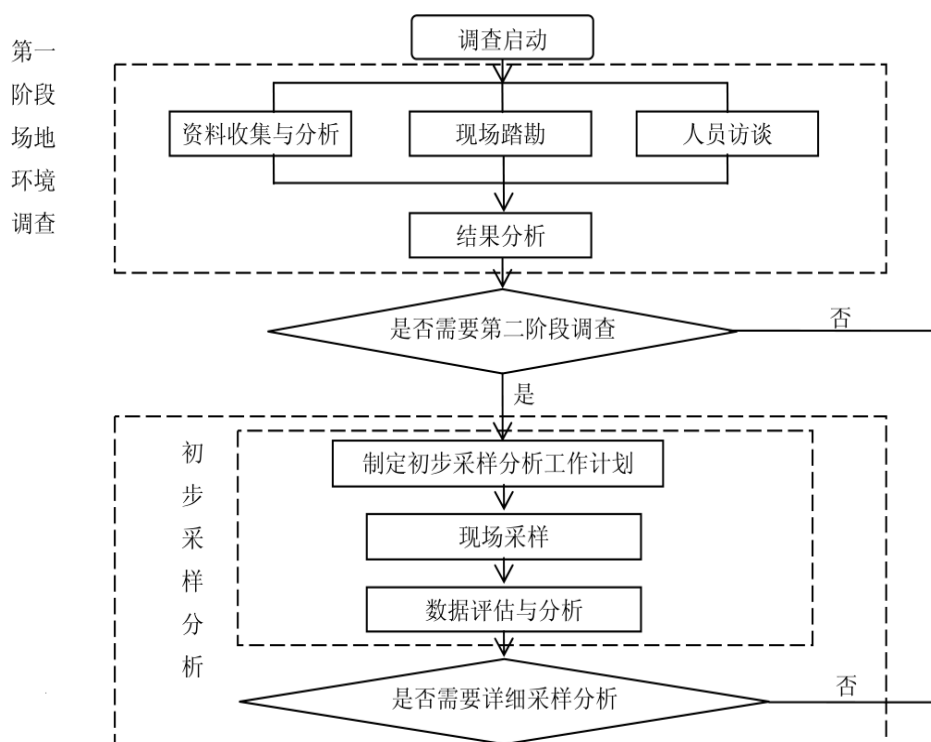 调查启动
第一
阶段
场地
环境
调查
资料收集与分析
现场踏勘
人员访谈
结果分析
是否需要第二阶段调查
否
是
初
步
采
样
分
析
制定初步采样分析工作计划
现场采样
数据评估与分析
是否需要详细采样分析
否